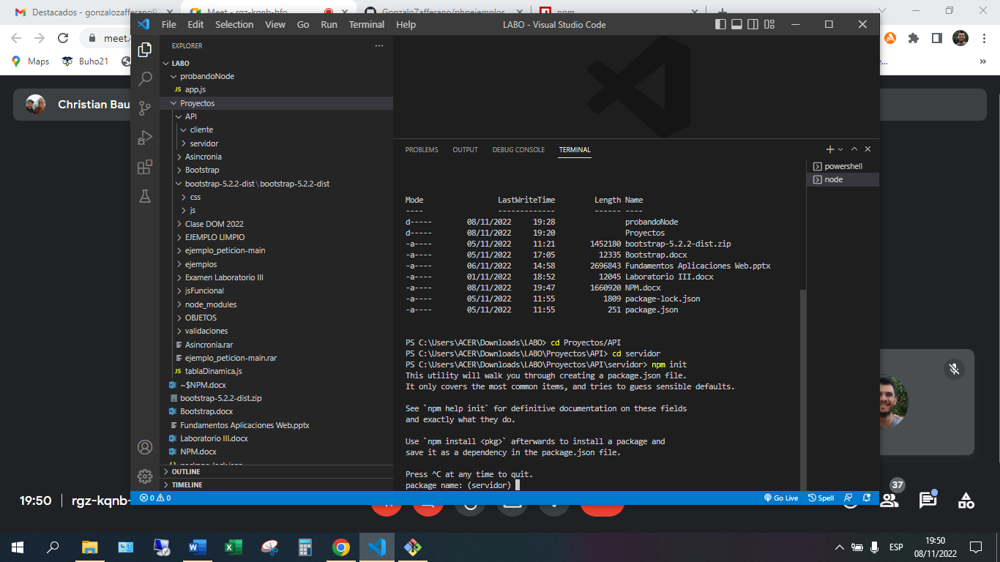 Destacados - gonzalozafferano9
Meet - rgz-kqnb-hfo
GonzaloZafferano/phpejemplos
npm
meet.
Maps
Buho21
Christian Bau
File Edit Selection View Go Run Terminal Help
LABO - Visual Studio Code
EXPLORER
LABO
probandoNode
JS app.js
Proyectos
API
cliente
servidor
Asincronia
Bootstrap
bootstrap-5.2.2-dist \ bootstrap-5.2.2-dist
css
js
Clase DOM 2022
EJEMPLO LIMPIO
ejemplo_peticion-main
ejemplos
Examen Laboratorio III
jsFuncional
node_modules
OBJETOS
validaciones
Asincronia.rar
ejemplo_peticion-main.rar
JS tablaDinamica.js
~$NPM.docx
bootstrap-5.2.2-dist.zip
Bootstrap.docx
Fundamentos Aplicaciones Web.pptx
Laboratorio III.docx
NPM.docx
package-lock.json
OUTLINE
TIMELINE
PROBLEMS OUTPUT DEBUG CONSOLE TERMINAL
powershell
node
Mode LastWriteTime Length Name
---- ------------- ------ ----
d----- 08/11/2022 19:28 probandoNode
d----- 08/11/2022 19:20 Proyectos
-a---- 05/11/2022 11:21 1452180 bootstrap-5.2.2-dist.zip
-a---- 05/11/2022 17:05 12335 Bootstrap.docx
-a---- 06/11/2022 14:58 2696843 Fundamentos Aplicaciones Web.pptx
-a---- 01/11/2022 18:52 12045 Laboratorio III.docx
-a---- 08/11/2022 19:47 1660920 NPM.docx
-a---- 05/11/2022 11:55 1809 package-lock.json
-a---- 05/11/2022 11:55 251 package.json
PS C:\Users\ACER\Downloads\LABO> cd Proyectos/API
PS C:\Users\ACER\Downloads\LABO\Proyectos\API> cd servidor
PS C:\Users\ACER\Downloads\LABO\Proyectos\API\servidor> npm init
This utility will walk you through creating a package.json file.
It only covers the most common items, and tries to guess sensible defaults.
See `npm help init` for definitive documentation on these fields
and exactly what they do.
Use `npm install <pkg>` afterwards to install a package and
save it as a dependency in the package.json file.
Press ^C at any time to quit.
package name: (servidor)
0 0
Go Live Spell
19:50 | rgz-kqnb-
37
ESP
19:50
08/11/2022